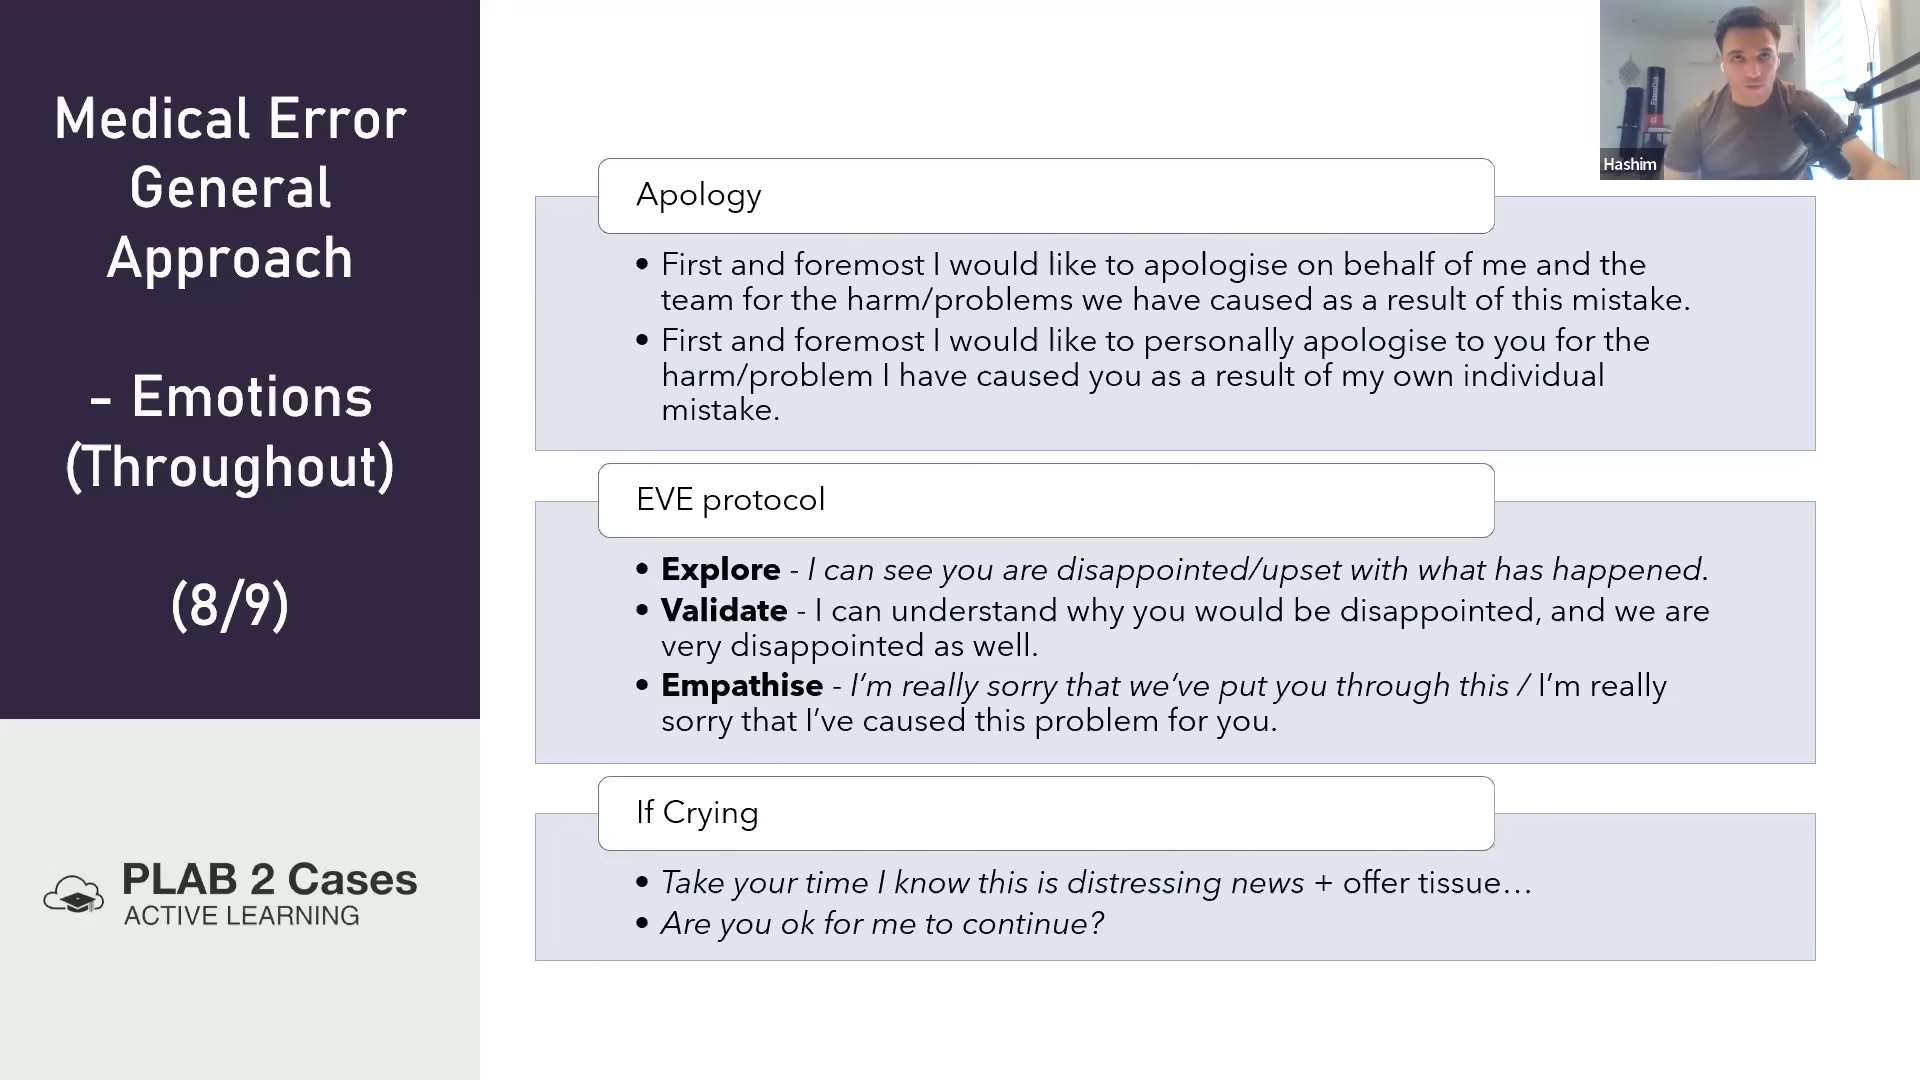 Medical Error
General
Approach
- Emotions
(Throughout)
(8/9)
PLAB 2 Cases
ACTIVE LEARNING
Hashim
Apology
• First and foremost I would like to apologise on behalf of me and the
team for the harm/problems we have caused as a result of this mistake.
• First and foremost I would like to personally apologise to you for the
harm/problem I have caused you as a result of my own individual
mistake.
EVE protocol
• Explore - I can see you are disappointed/upset with what has happened.
• Validate - I can understand why you would be disappointed, and we are
very disappointed as well.
• Empathise - I’m really sorry that we’ve put you through this / I’m really
sorry that I’ve caused this problem for you.
If Crying
• Take your time I know this is distressing news + offer tissue…
• Are you ok for me to continue?